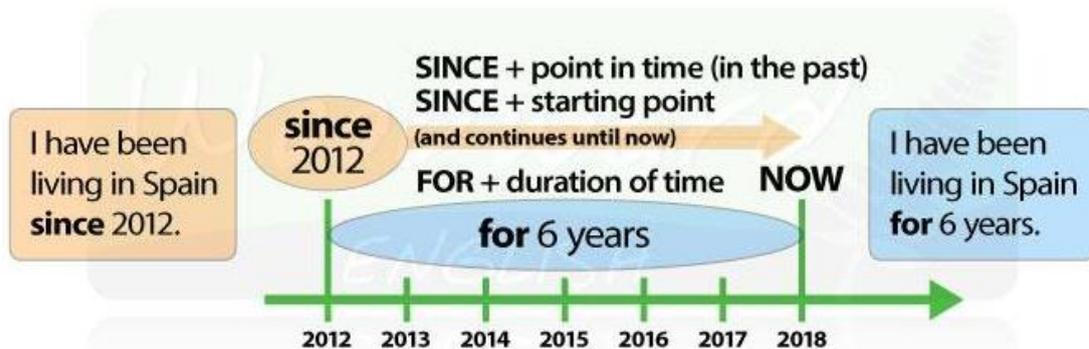 I have been
living in Spain
since 2012.
since
2012
SINCE + point in time (in the past)
SINCE + starting point
(and continues until now)
FOR + duration of time
NOW
for 6 years
I have been
living in Spain
for 6 years.
ENGLISH
2012 2013 2014 2015 2016 2017 2018